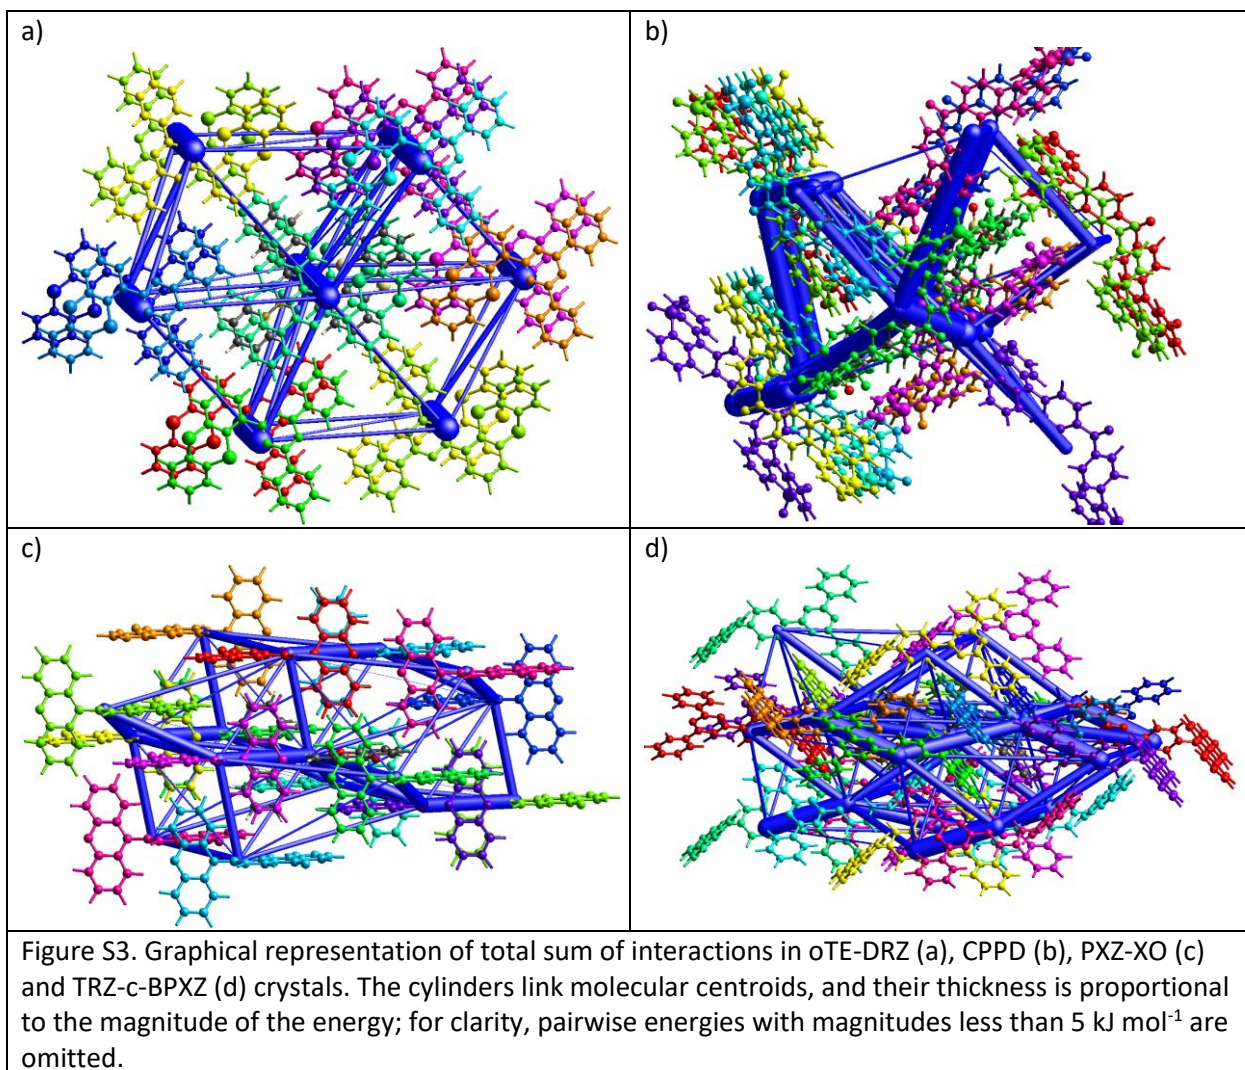 a)
b)
c)
d)
Figure S3. Graphical representation of total sum of interactions in oTE-DRZ (a), CPPD (b), PXZ-XO (c)
and TRZ-c-BPXZ (d) crystals. The cylinders link molecular centroids, and their thickness is proportional
to the magnitude of the energy; for clarity, pairwise energies with magnitudes less than 5 kJ mol⁻¹ are
omitted.